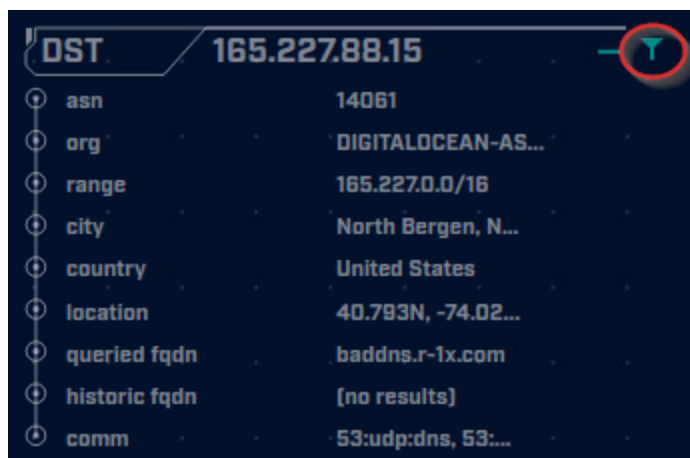 DST 165.227.88.15
asn 14061
org DIGITALOCEAN-AS...
range 165.227.0.0/16
city North Bergen, N...
country United States
location 40.793N, -74.02...
queried fqdn baddns.r-1x.com
historic fqdn (no results)
comm 53:udp:dns, 53:...